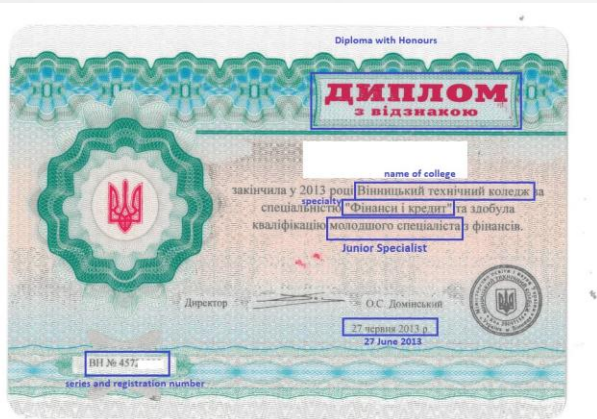 Diploma with Honours
ДИПЛОМ
з відзнакою
name of college
закінчила у 2013 році Вінницький технічний коледж за
specialty
спеціальністю "Фінанси і кредит" та здобула
кваліфікацію молодшого спеціаліста з фінансів.
Junior Specialist
Директор О.С. Домінський
27 червня 2013 р.
27 June 2013
ВН № 457
series and registration number